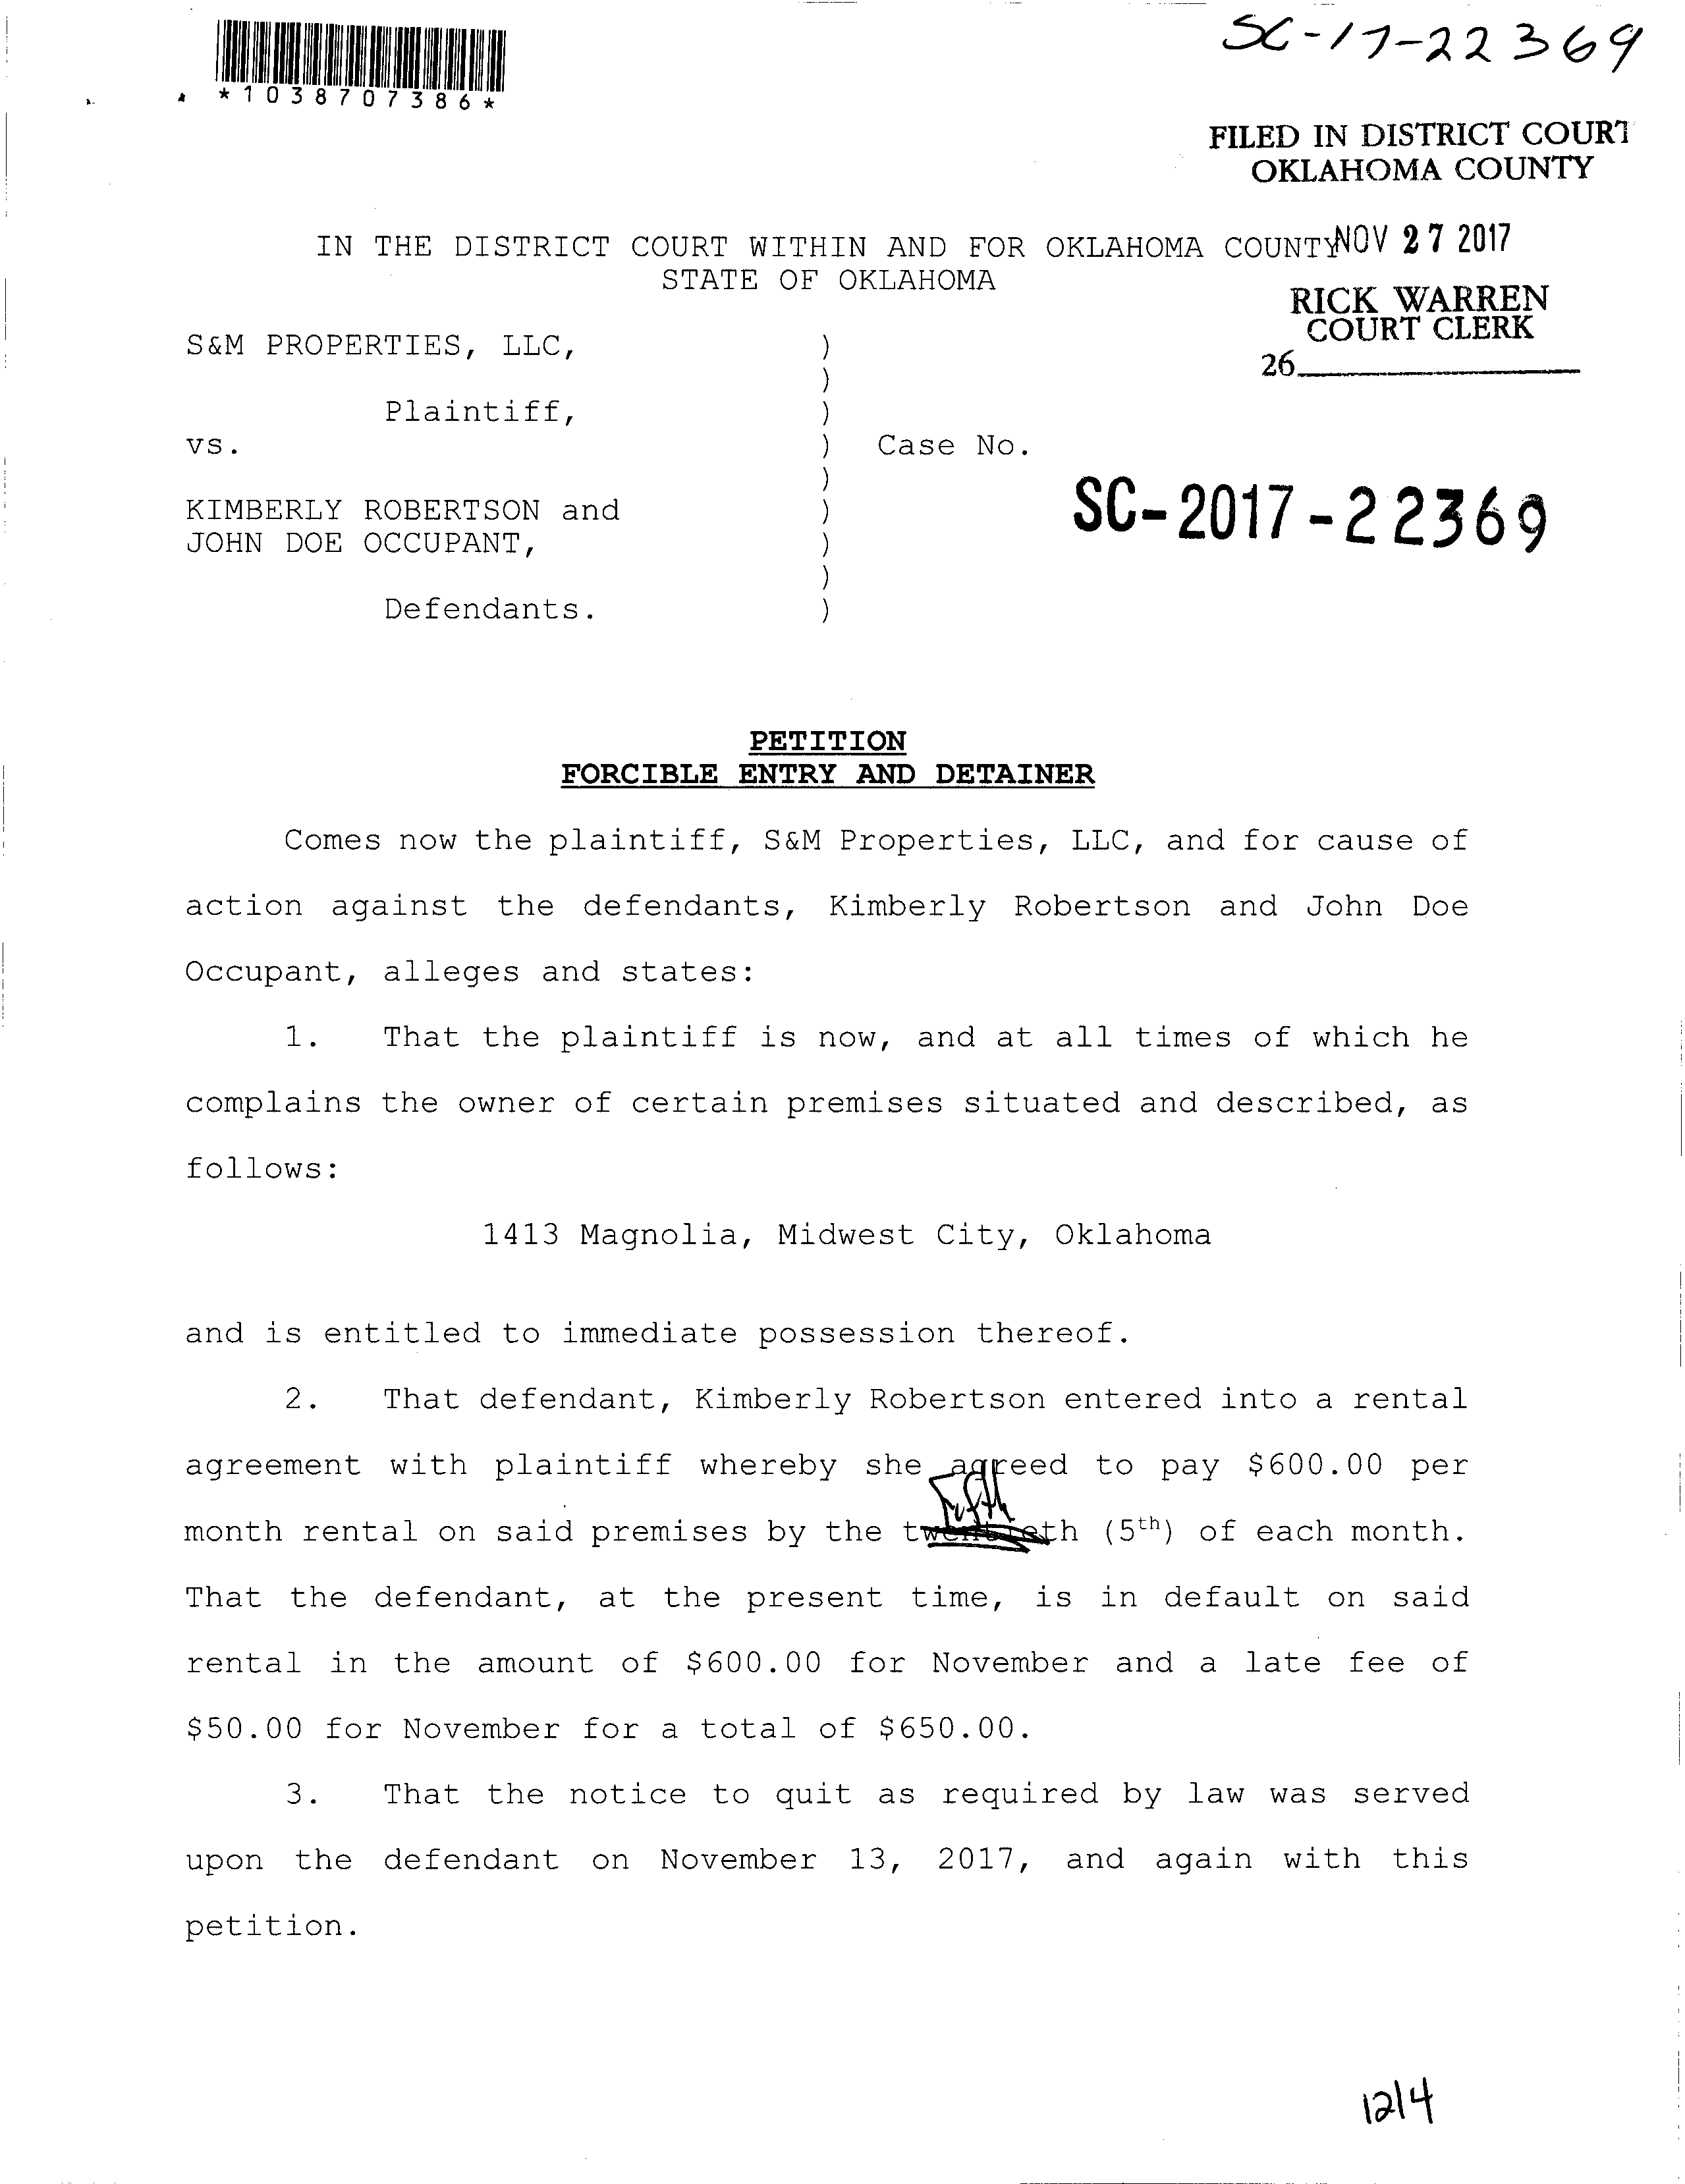 SC-17-22369
*1038707386*
FILED IN DISTRICT COURT
OKLAHOMA COUNTY
IN THE DISTRICT COURT WITHIN AND FOR OKLAHOMA COUNTY NOV 27 2017
STATE OF OKLAHOMA
RICK WARREN
COURT CLERK
26
S&M PROPERTIES, LLC, )
)
Plaintiff, )
vs. ) Case No.
)
SC-2017-22369
KIMBERLY ROBERTSON and )
JOHN DOE OCCUPANT, )
)
Defendants. )
PETITION
FORCIBLE ENTRY AND DETAINER
Comes now the plaintiff, S&M Properties, LLC, and for cause of
action against the defendants, Kimberly Robertson and John Doe
Occupant, alleges and states:
1. That the plaintiff is now, and at all times of which he
complains the owner of certain premises situated and described, as
follows:
1413 Magnolia, Midwest City, Oklahoma
and is entitled to immediate possession thereof.
2. That defendant, Kimberly Robertson entered into a rental
agreement with plaintiff whereby she agreed to pay $600.00 per
fifth
month rental on said premises by the twentieth (5th) of each month.
That the defendant, at the present time, is in default on said
rental in the amount of $600.00 for November and a late fee of
$50.00 for November for a total of $650.00.
3. That the notice to quit as required by law was served
upon the defendant on November 13, 2017, and again with this
petition.
12/4